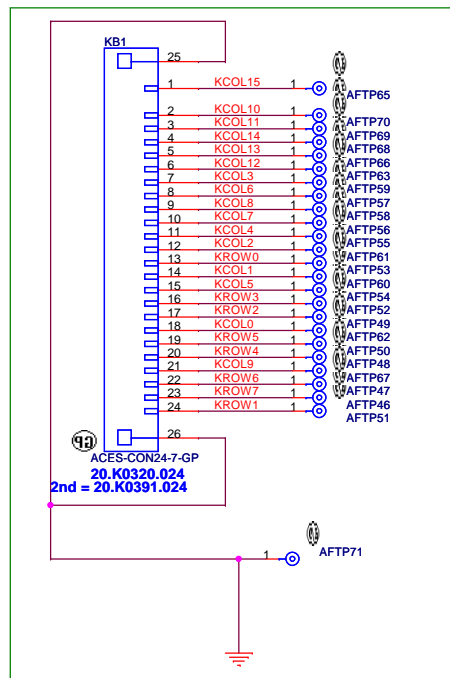 KB1
25
1 KCOL15 1 AFTP65
2 KCOL10 1 AFTP70
3 KCOL11 1 AFTP69
4 KCOL14 1 AFTP68
5 KCOL13 1 AFTP66
6 KCOL12 1 AFTP63
7 KCOL3 1 AFTP59
8 KCOL6 1 AFTP57
9 KCOL8 1 AFTP58
10 KCOL7 1 AFTP56
11 KCOL4 1 AFTP55
12 KCOL2 1 AFTP61
13 KROW0 1 AFTP53
14 KCOL1 1 AFTP60
15 KCOL5 1 AFTP54
16 KROW3 1 AFTP52
17 KROW2 1 AFTP49
18 KCOL0 1 AFTP62
19 KROW5 1 AFTP50
20 KROW4 1 AFTP48
21 KCOL9 1 AFTP67
22 KROW6 1 AFTP47
23 KROW7 1 AFTP46
24 KROW1 1 AFTP51
26
GP
ACES-CON24-7-GP
20.K0320.024
2nd = 20.K0391.024
1 AFTP71